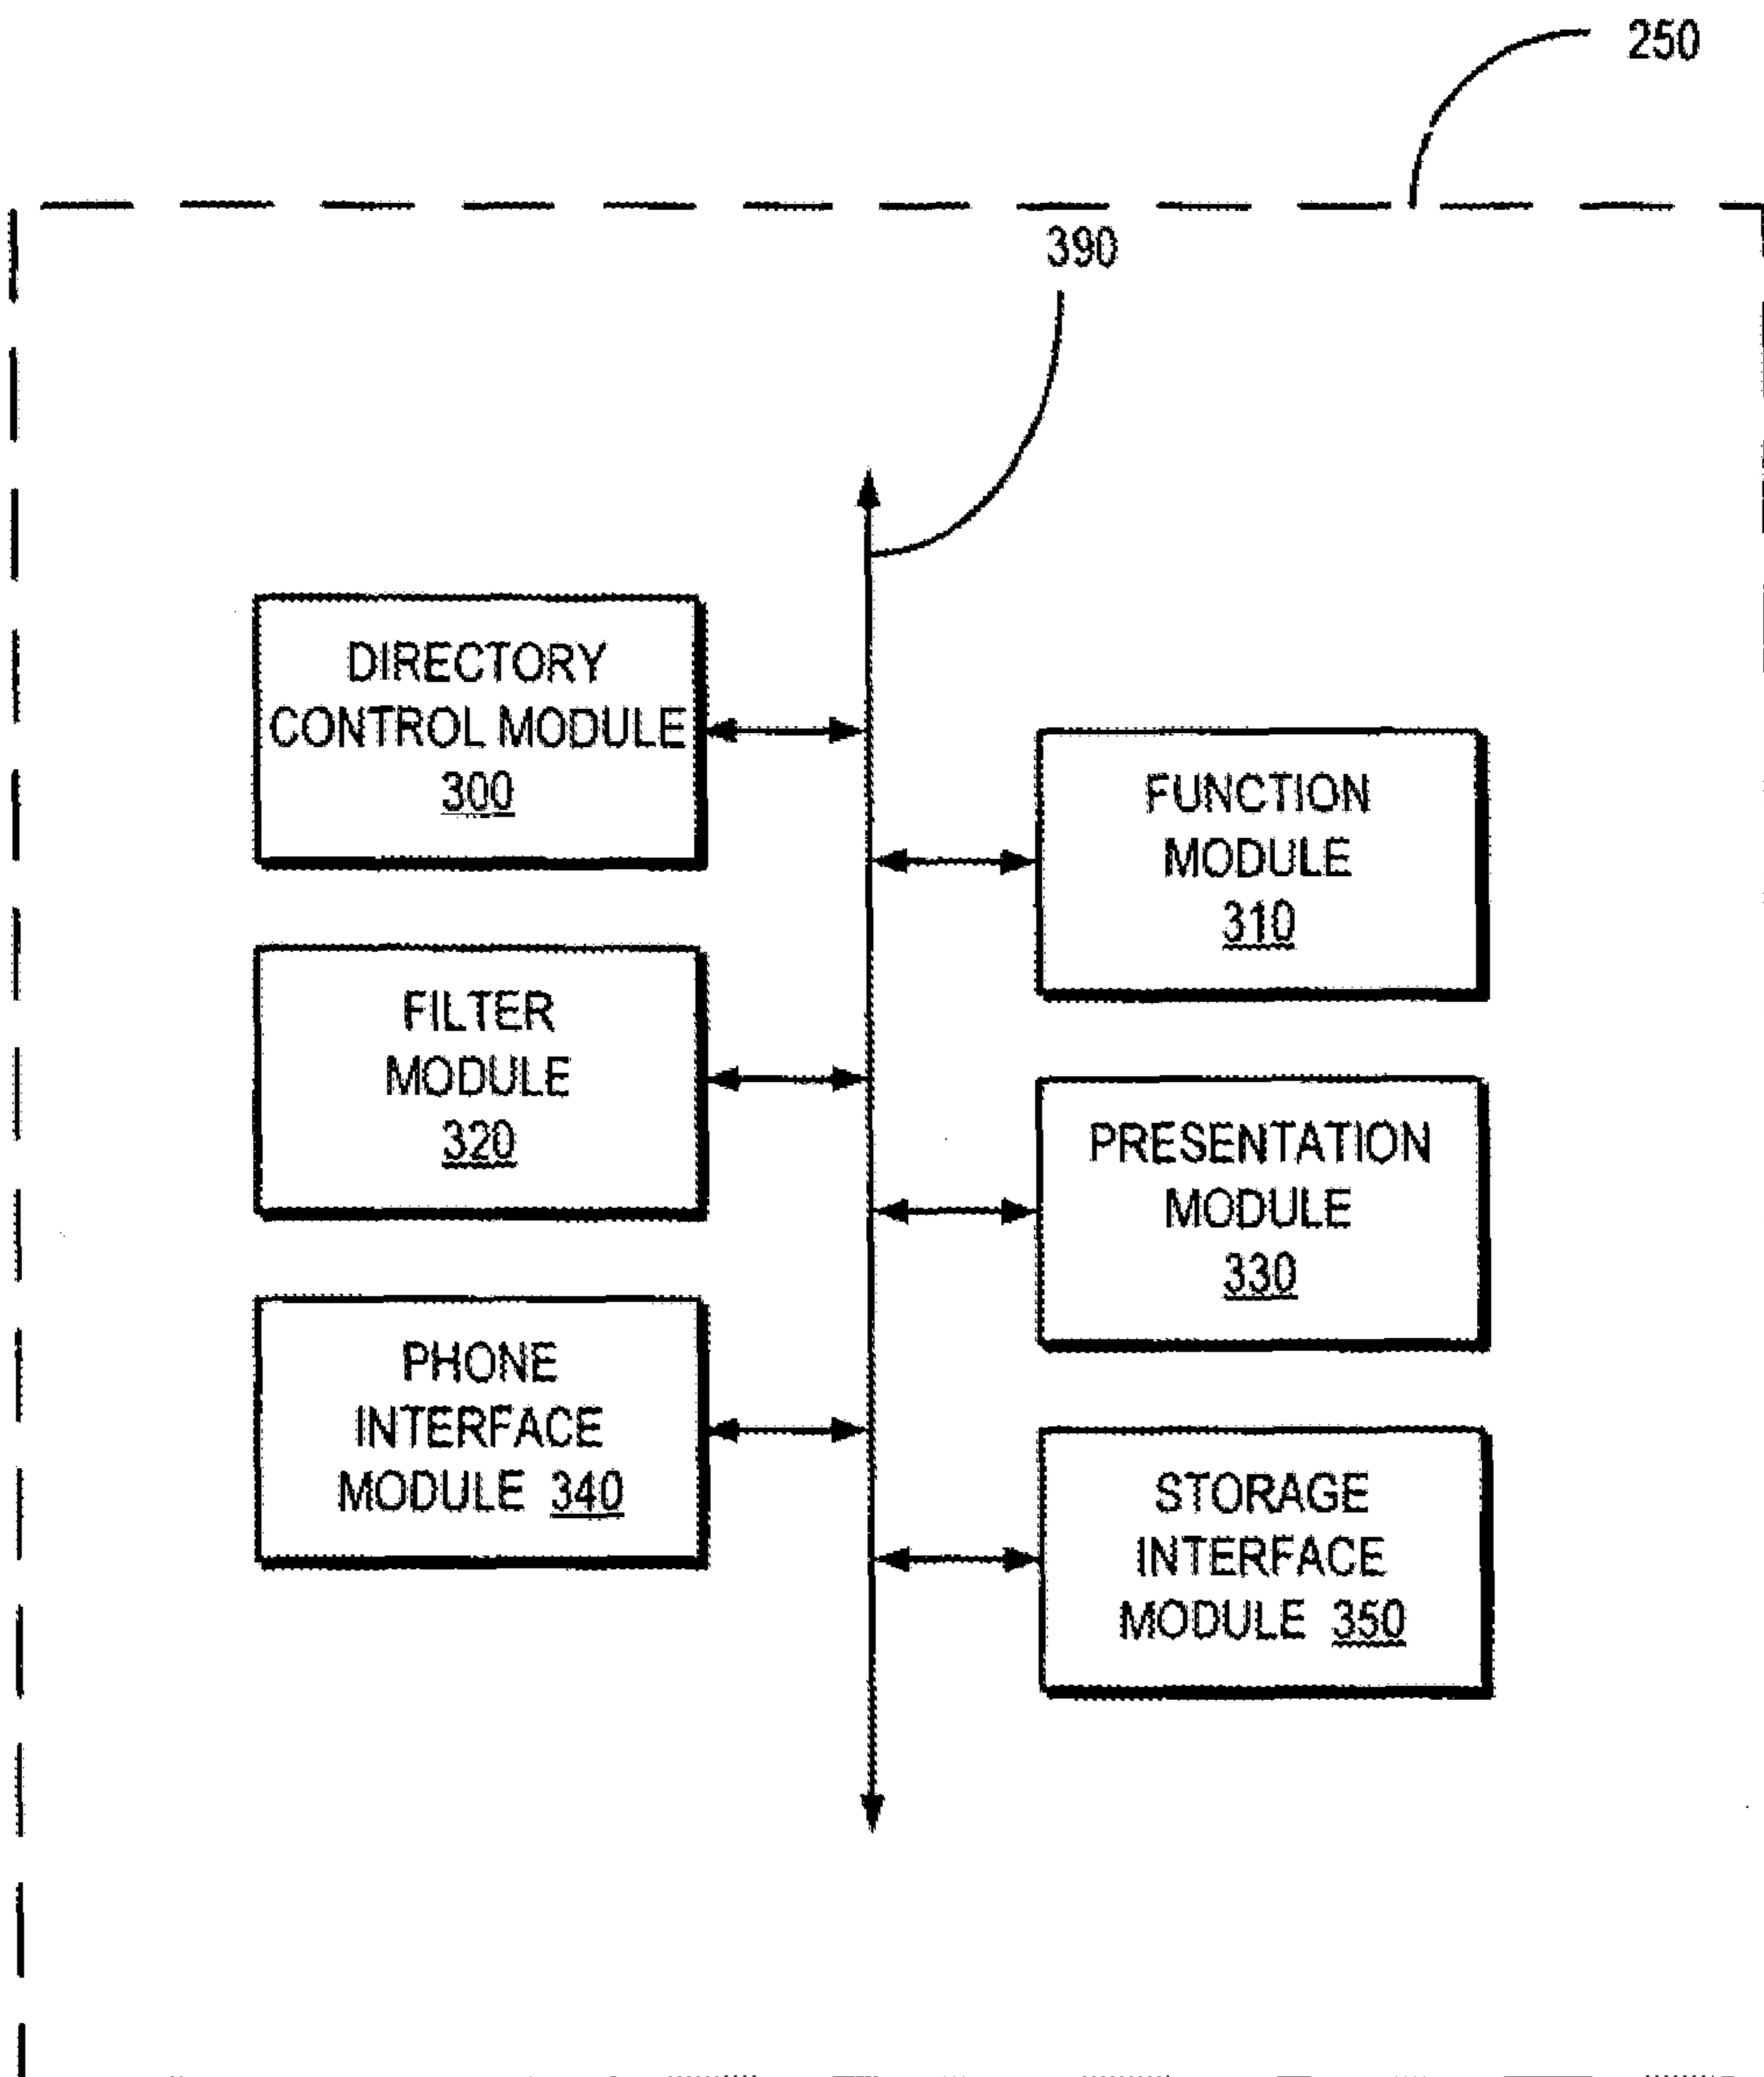 250
390
DIRECTORY
CONTROL MODULE
300
FUNCTION
MODULE
310
FILTER
MODULE
320
PRESENTATION
MODULE
330
PHONE
INTERFACE
MODULE 340
STORAGE
INTERFACE
MODULE 350